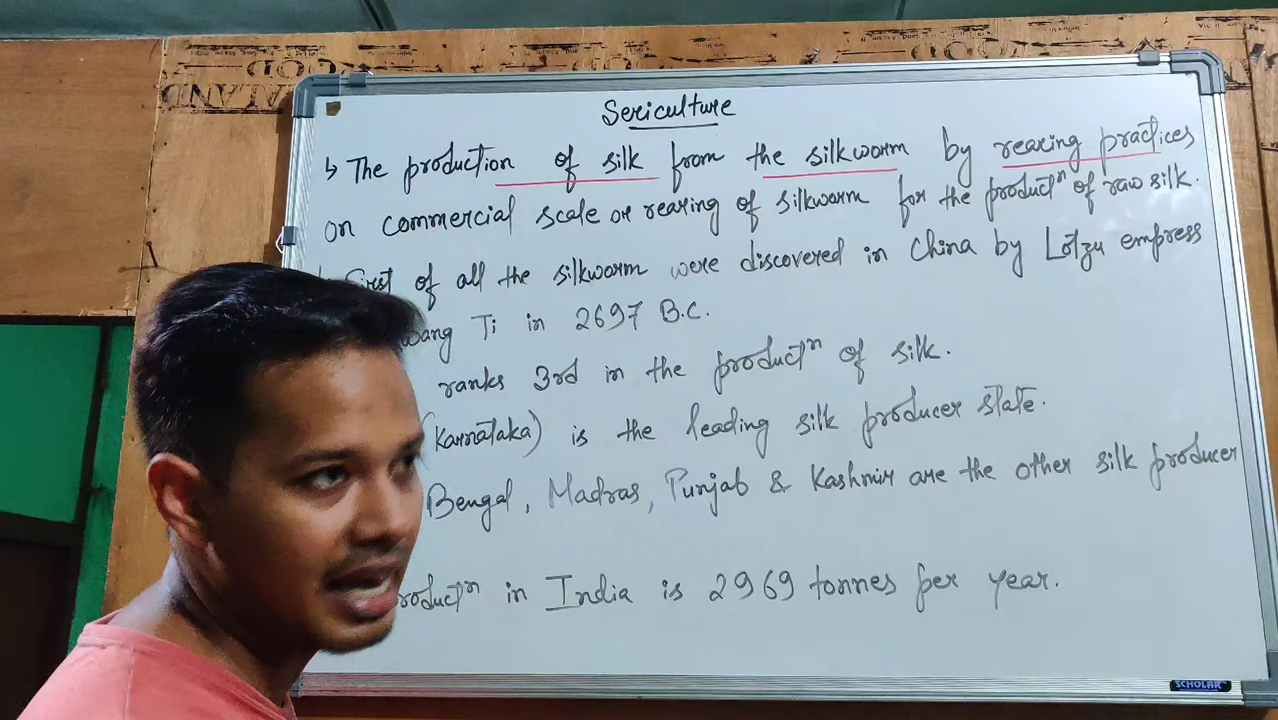 Sericulture
↳ The production of silk from the silkworm by rearing practices
on commercial scale or rearing of silkworm for the productⁿ of raw silk.
First of all the silkworm were discovered in China by Lotzu empress
wang Ti in 2697 B.C.
ranks 3rd in the productⁿ of silk.
(Karnataka) is the leading silk producer state.
Bengal, Madras, Punjab & Kashmir are the other silk producer
roductⁿ in India is 2969 tonnes per year.
SCHOLAR